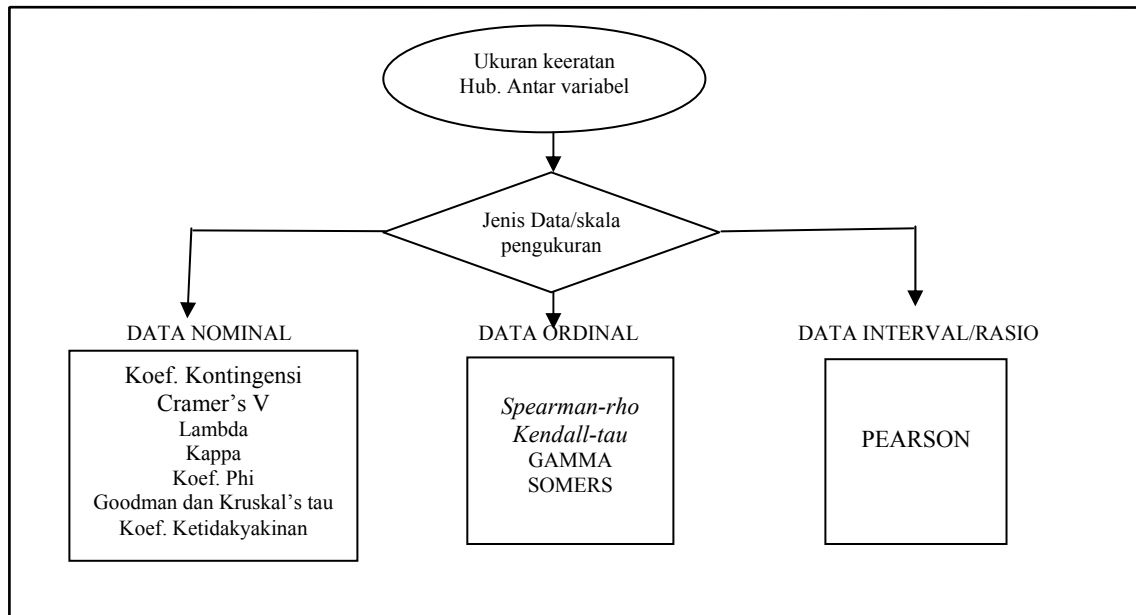 Ukuran keeratan
Hub. Antar variabel
Jenis Data/skala
pengukuran
DATA NOMINAL
Koef. Kontingensi
Cramer's V
Lambda
Kappa
Koef. Phi
Goodman dan Kruskal's tau
Koef. Ketidakyakinan
DATA ORDINAL
Spearman-rho
Kendall-tau
GAMMA
SOMERS
DATA INTERVAL/RASIO
PEARSON